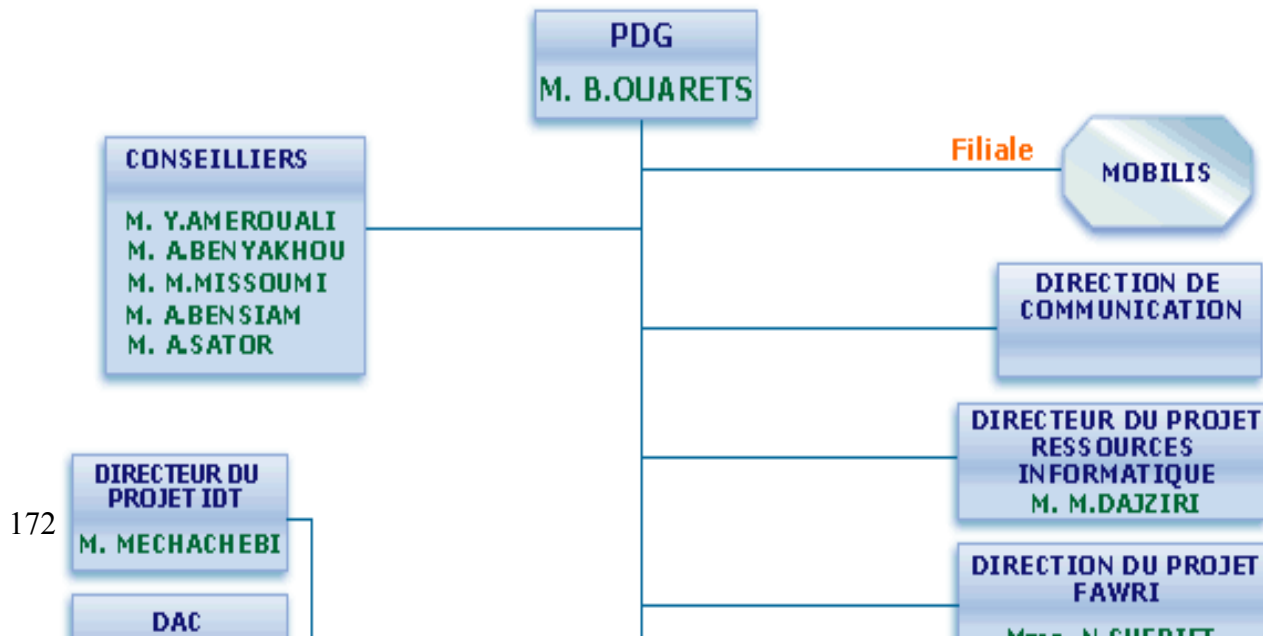 PDG
M. B.OUARETS
CONSEILLIERS
M. Y.AMEROUALI
M. A.BENYAKHOU
M. M.MISSOUMI
M. A.BENSIAM
M. A.SATOR
Filiale
MOBILIS
DIRECTION DE
COMMUNICATION
DIRECTEUR DU PROJET
RESSOURCES
INFORMATIQUE
M. M.DAJZIRI
DIRECTEUR DU
PROJET IDT
M. MECHACHEBI
172
DIRECTION DU PROJET
FAWRI
DAC